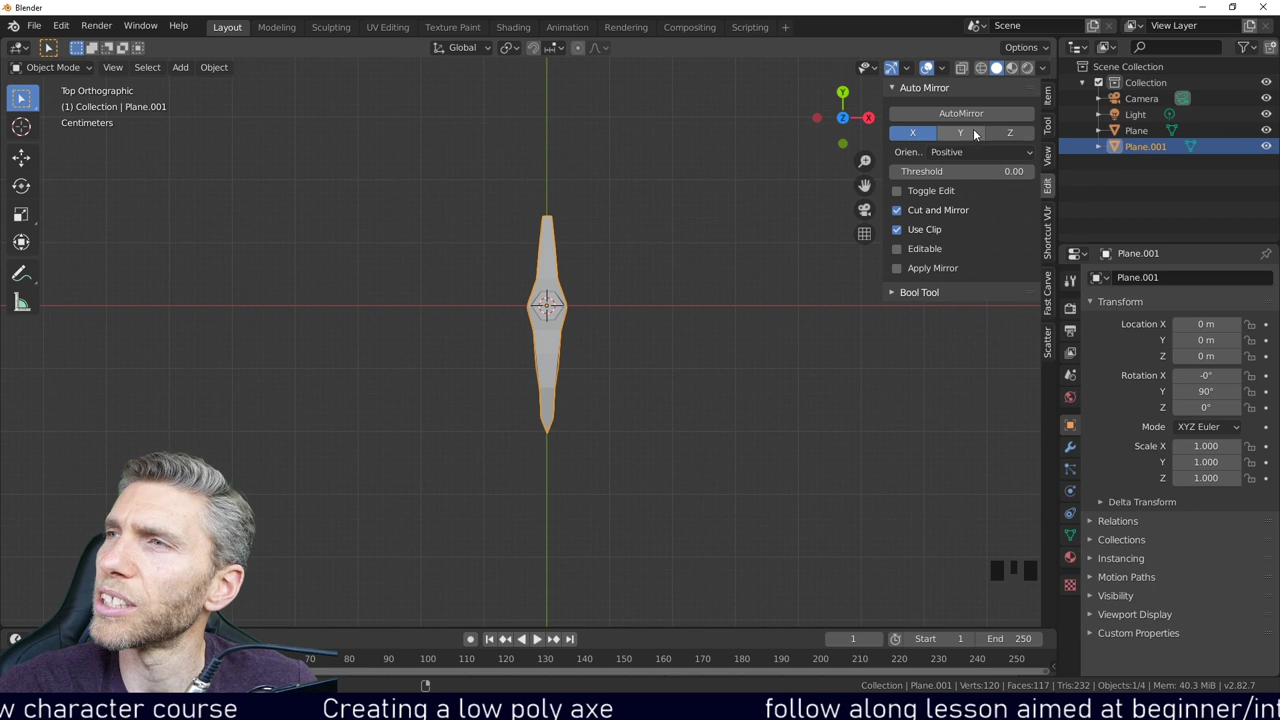 Blender
File Edit Render Window Help Layout Modeling Sculpting UV Editing Texture Paint Shading Animation Rendering Compositing Scripting + Scene View Layer
Global Options
Object Mode View Select Add Object
Top Orthographic
(1) Collection | Plane.001
Centimeters
Y
Z
X
Auto Mirror
AutoMirror
X Y Z
Orien.. Positive
Threshold 0.00
Toggle Edit
Cut and Mirror
Use Clip
Editable
Apply Mirror
Bool Tool
Item
Tool
View
Edit
Shortcut VUr
Fast Carve
Scatter
Scene Collection
Collection
Camera
Light
Plane
Plane.001
Plane.001
Plane.001
Transform
Location X 0 m
Y 0 m
Z 0 m
Rotation X -0°
Y 90°
Z 0°
Mode XYZ Euler
Scale X 1.000
Y 1.000
Z 1.000
Delta Transform
Relations
Collections
Instancing
Motion Paths
Visibility
Viewport Display
Custom Properties
1 Start 1 End 250
70 80 90 100 110 120 130 140 150 160 170 180 190 200 210 220 230 240 250
Collection | Plane.001 | Verts:120 | Faces:117 | Tris:232 | Objects:1/4 | Mem: 40.3 MiB | v2.82.7
w character course Creating a low poly axe follow along lesson aimed at beginner/int